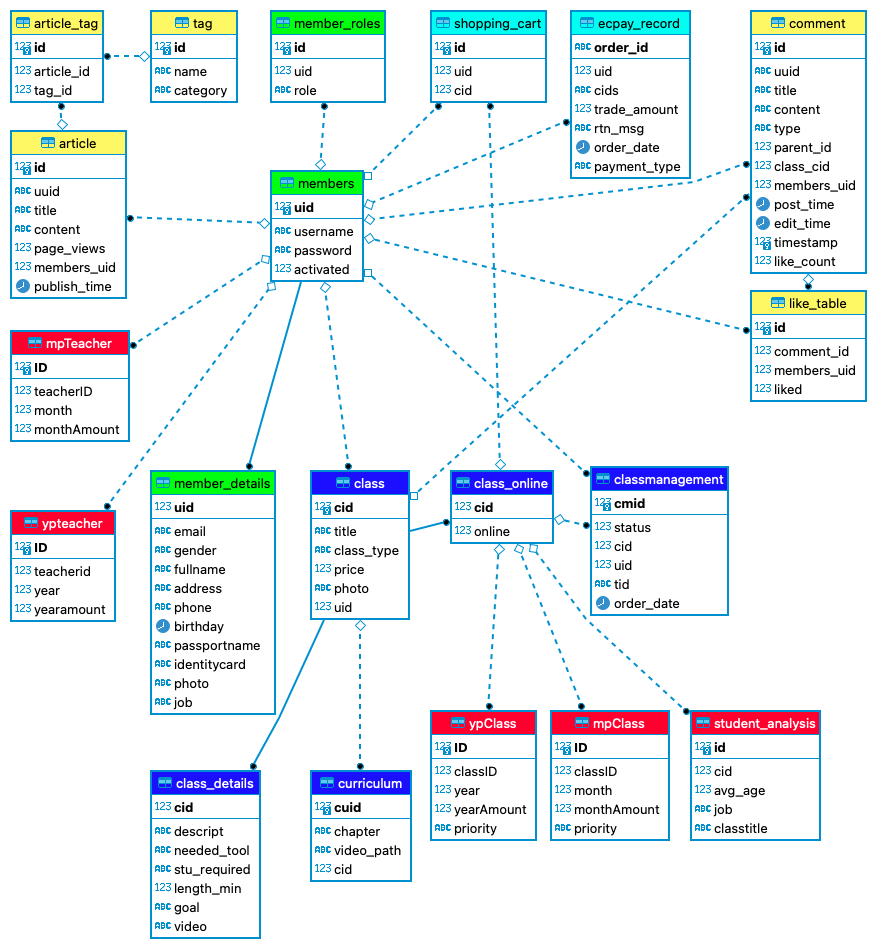 article_tag
123 id
123 article_id
123 tag_id
tag
123 id
ABC name
ABC category
member_roles
123 id
123 uid
ABC role
shopping_cart
123 id
123 uid
123 cid
ecpay_record
ABC order_id
123 uid
ABC cids
123 trade_amount
ABC rtn_msg
order_date
ABC payment_type
comment
123 id
ABC uuid
ABC title
ABC content
ABC type
123 parent_id
123 class_cid
123 members_uid
post_time
edit_time
123 timestamp
123 like_count
article
123 id
ABC uuid
ABC title
ABC content
123 page_views
123 members_uid
publish_time
members
123 uid
ABC username
ABC password
123 activated
like_table
123 id
123 comment_id
123 members_uid
123 liked
mpTeacher
123 ID
123 teacherID
123 month
123 monthAmount
ypteacher
123 ID
123 teacherid
123 year
123 yearamount
member_details
123 uid
ABC email
ABC gender
ABC fullname
ABC address
ABC phone
birthday
ABC passportname
ABC identitycard
ABC photo
ABC job
class
123 cid
ABC title
ABC class_type
123 price
ABC photo
123 uid
class_online
123 cid
123 online
classmanagement
123 cmid
123 status
123 cid
123 uid
ABC tid
order_date
class_details
123 cid
ABC descript
ABC needed_tool
ABC stu_required
123 length_min
ABC goal
ABC video
curriculum
123 cuid
ABC chapter
ABC video_path
123 cid
ypClass
123 ID
123 classID
123 year
123 yearAmount
ABC priority
mpClass
123 ID
123 classID
123 month
123 monthAmount
ABC priority
student_analysis
123 id
123 cid
123 avg_age
ABC job
ABC classtitle